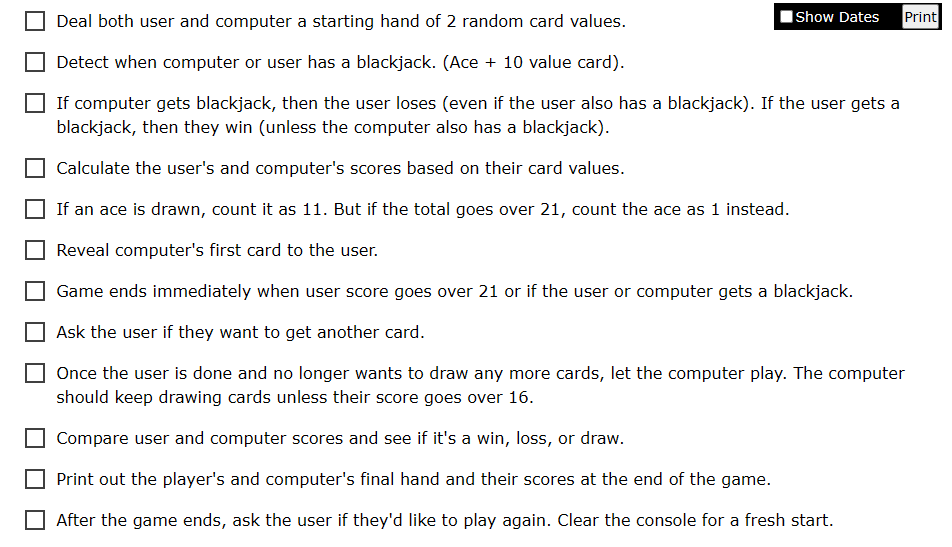 Show Dates Print
Deal both user and computer a starting hand of 2 random card values.
Detect when computer or user has a blackjack. (Ace + 10 value card).
If computer gets blackjack, then the user loses (even if the user also has a blackjack). If the user gets a
blackjack, then they win (unless the computer also has a blackjack).
Calculate the user's and computer's scores based on their card values.
If an ace is drawn, count it as 11. But if the total goes over 21, count the ace as 1 instead.
Reveal computer's first card to the user.
Game ends immediately when user score goes over 21 or if the user or computer gets a blackjack.
Ask the user if they want to get another card.
Once the user is done and no longer wants to draw any more cards, let the computer play. The computer
should keep drawing cards unless their score goes over 16.
Compare user and computer scores and see if it's a win, loss, or draw.
Print out the player's and computer's final hand and their scores at the end of the game.
After the game ends, ask the user if they'd like to play again. Clear the console for a fresh start.